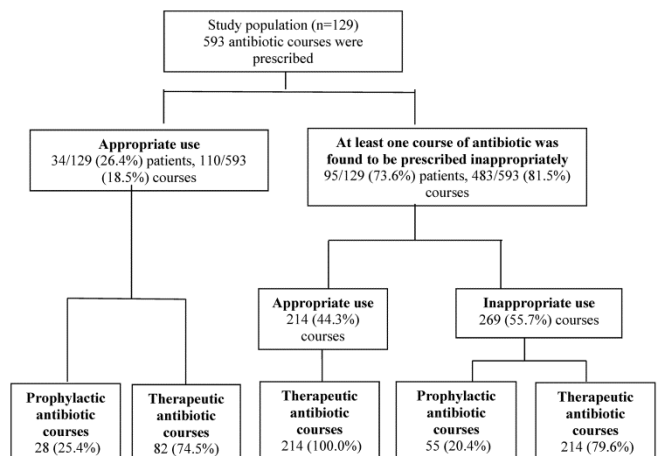 Study population (n=129)
593 antibiotic courses were
prescribed
Appropriate use
34/129 (26.4%) patients, 110/593
(18.5%) courses
At least one course of antibiotic was
found to be prescribed inappropriately
95/129 (73.6%) patients, 483/593 (81.5%)
courses
Appropriate use
214 (44.3%)
courses
Inappropriate use
269 (55.7%) courses
Prophylactic
antibiotic
courses
28 (25.4%)
Therapeutic
antibiotic
courses
82 (74.5%)
Therapeutic
antibiotic
courses
214 (100.0%)
Prophylactic
antibiotic
courses
55 (20.4%)
Therapeutic
antibiotic
courses
214 (79.6%)